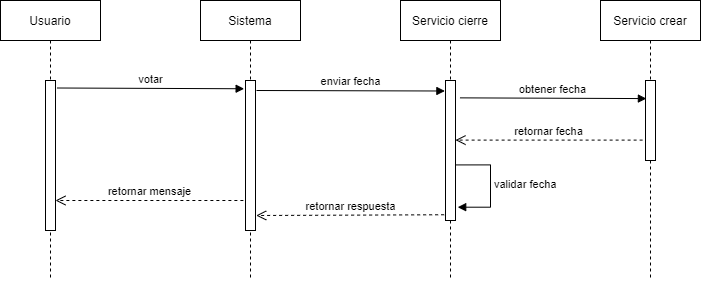 Usuario
Sistema
Servicio cierre
Servicio crear
votar
enviar fecha
obtener fecha
retornar fecha
validar fecha
retornar mensaje
retornar respuesta